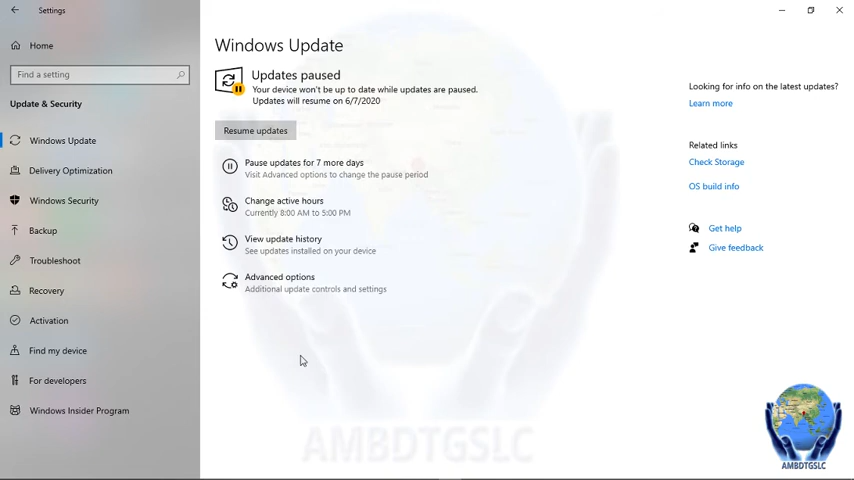 Settings
Home
Find a setting
Update & Security
Windows Update
Delivery Optimization
Windows Security
Backup
Troubleshoot
Recovery
Activation
Find my device
For developers
Windows Insider Program
Windows Update
Updates paused
Your device won't be up to date while updates are paused.
Updates will resume on 6/7/2020
Resume updates
Pause updates for 7 more days
Visit Advanced options to change the pause period
Change active hours
Currently 8:00 AM to 5:00 PM
View update history
See updates installed on your device
Advanced options
Additional update controls and settings
Looking for info on the latest updates?
Learn more
Related links
Check Storage
OS build info
Get help
Give feedback
AMBDTGSLC
AMBDTGSLC